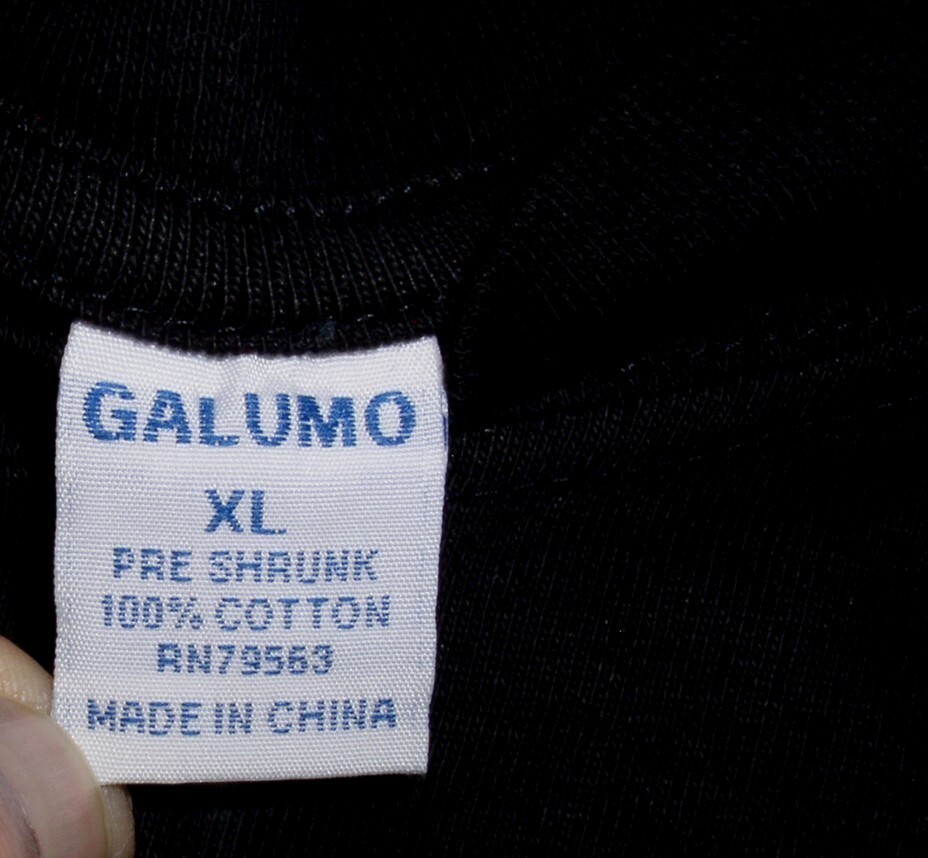 GALUMO
XL
PRE SHRUNK
100% COTTON
RN79563
MADE IN CHINA